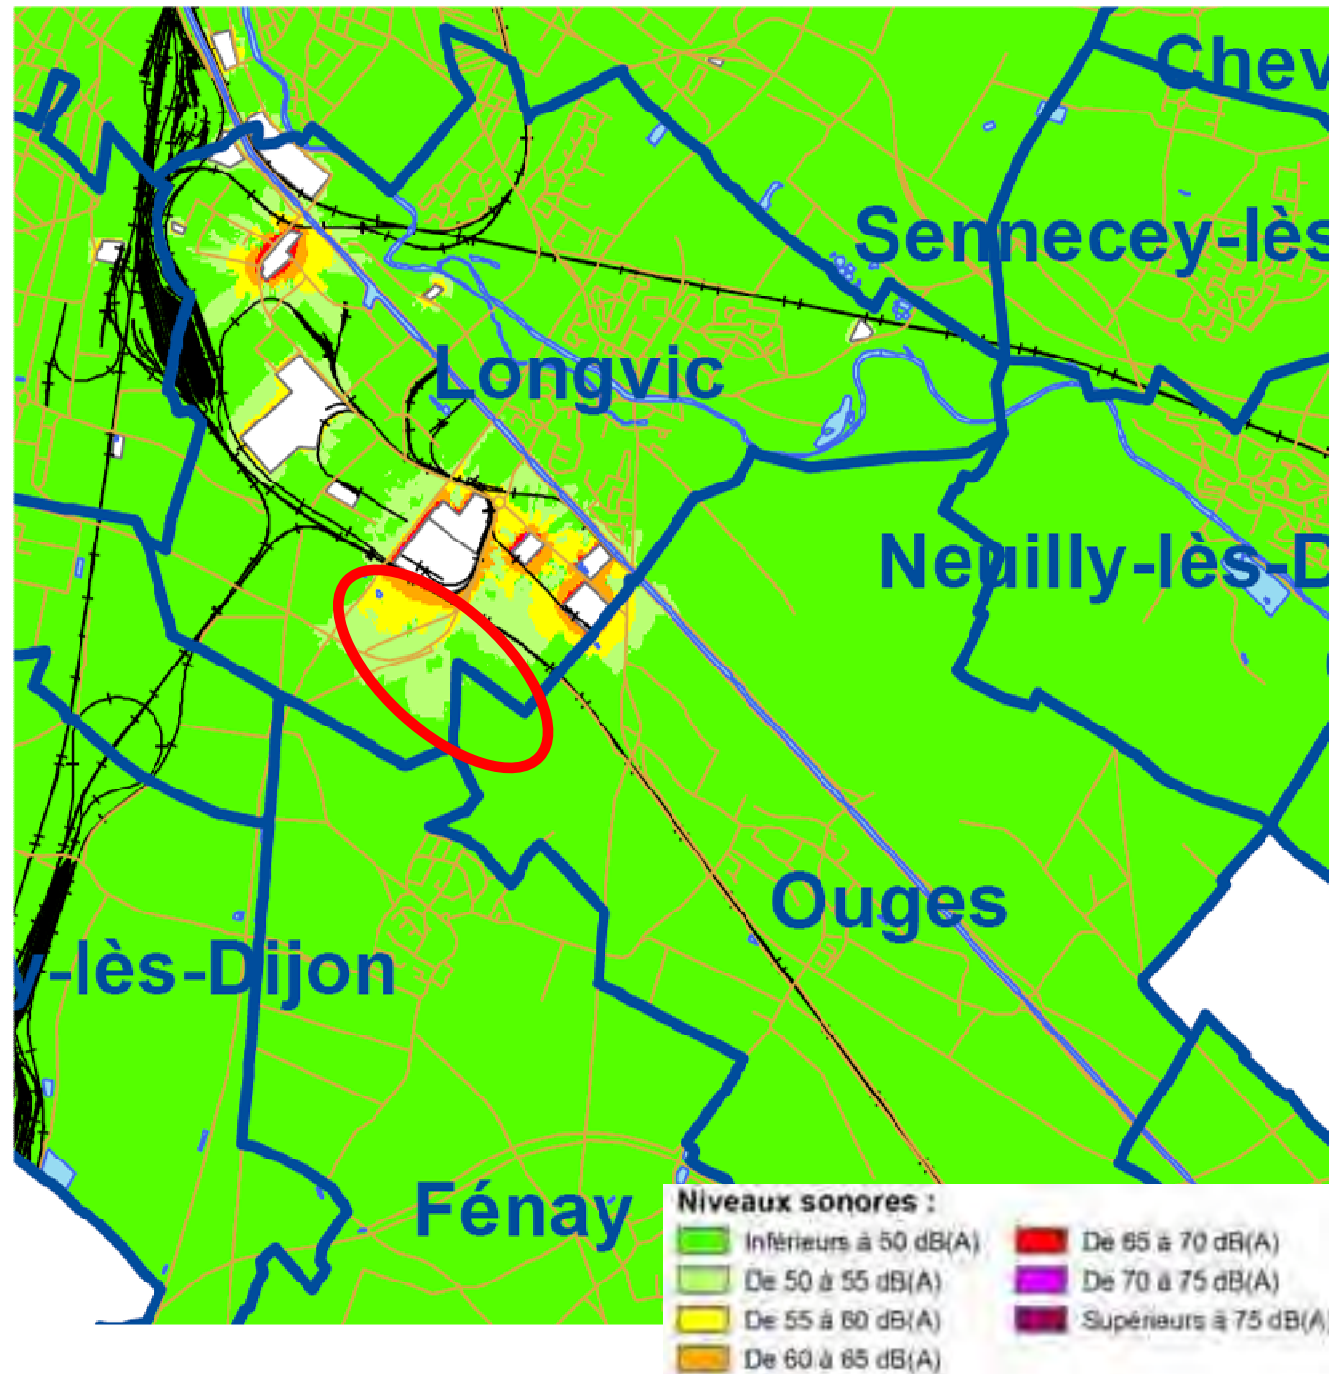 Chev
Sennecey-lès
Longvic
Neuilly-lès-D
Ouges
y-lès-Dijon
Fénay
Niveaux sonores :
Inférieurs à 50 dB(A)
De 50 à 55 dB(A)
De 55 à 60 dB(A)
De 60 à 65 dB(A)
De 65 à 70 dB(A)
De 70 à 75 dB(A)
Supérieurs à 75 dB(A)